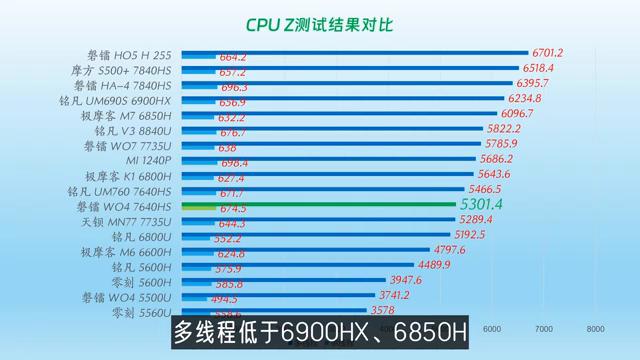 CPU Z测试结果对比
磐镭 HO5 H 255 6701.2
664.2
摩方 S500+ 7840HS 6518.4
657.2
磐镭 HA-4 7840HS 6395.7
696.3
铭凡 UM690S 6900HX 6234.8
656.9
极摩客 M7 6850H 6096.7
632.2
铭凡 V3 8840U 5822.2
676.7
磐镭 WO7 7735U 5785.9
638
MI 1240P 5686.2
698.4
极摩客 K1 6800H 5643.6
627.4
铭凡 UM760 7640HS 5466.5
671.7
磐镭 WO4 7640HS 5301.4
674.5
天钡 MN77 7735U 5289.4
644.3
铭凡 6800U 5192.5
552.2
极摩客 M6 6600H 4797.6
624.8
铭凡 5600H 4489.9
575.9
零刻 5600H 3947.6
585.8
磐镭 WO4 5500U 3741.2
494.5
零刻 5560U 3578
558.6
6000 7000 8000
多线程低于6900HX、6850H